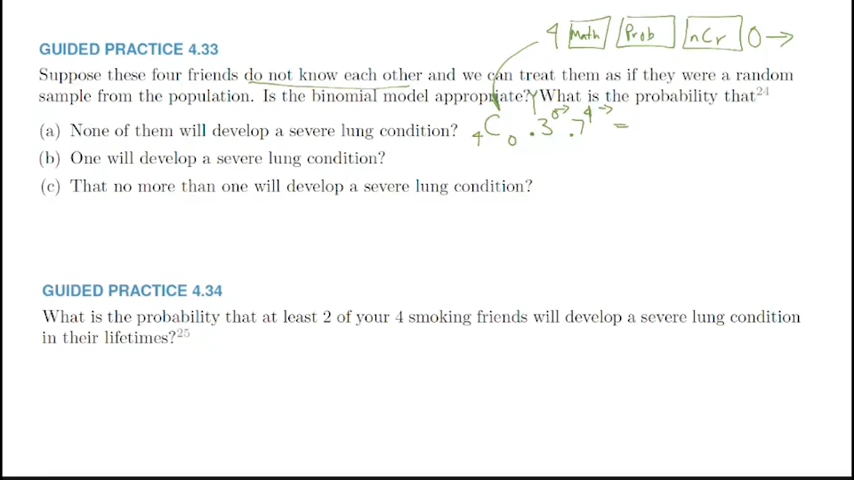 4 Math Prob nCr 0 →
GUIDED PRACTICE 4.33
Suppose these four friends do not know each other and we can treat them as if they were a random
sample from the population. Is the binomial model appropriate? Y What is the probability that24
(a) None of them will develop a severe lung condition? 4C0 .3^0→ .7^4→ =
(b) One will develop a severe lung condition?
(c) That no more than one will develop a severe lung condition?
GUIDED PRACTICE 4.34
What is the probability that at least 2 of your 4 smoking friends will develop a severe lung condition
in their lifetimes?25